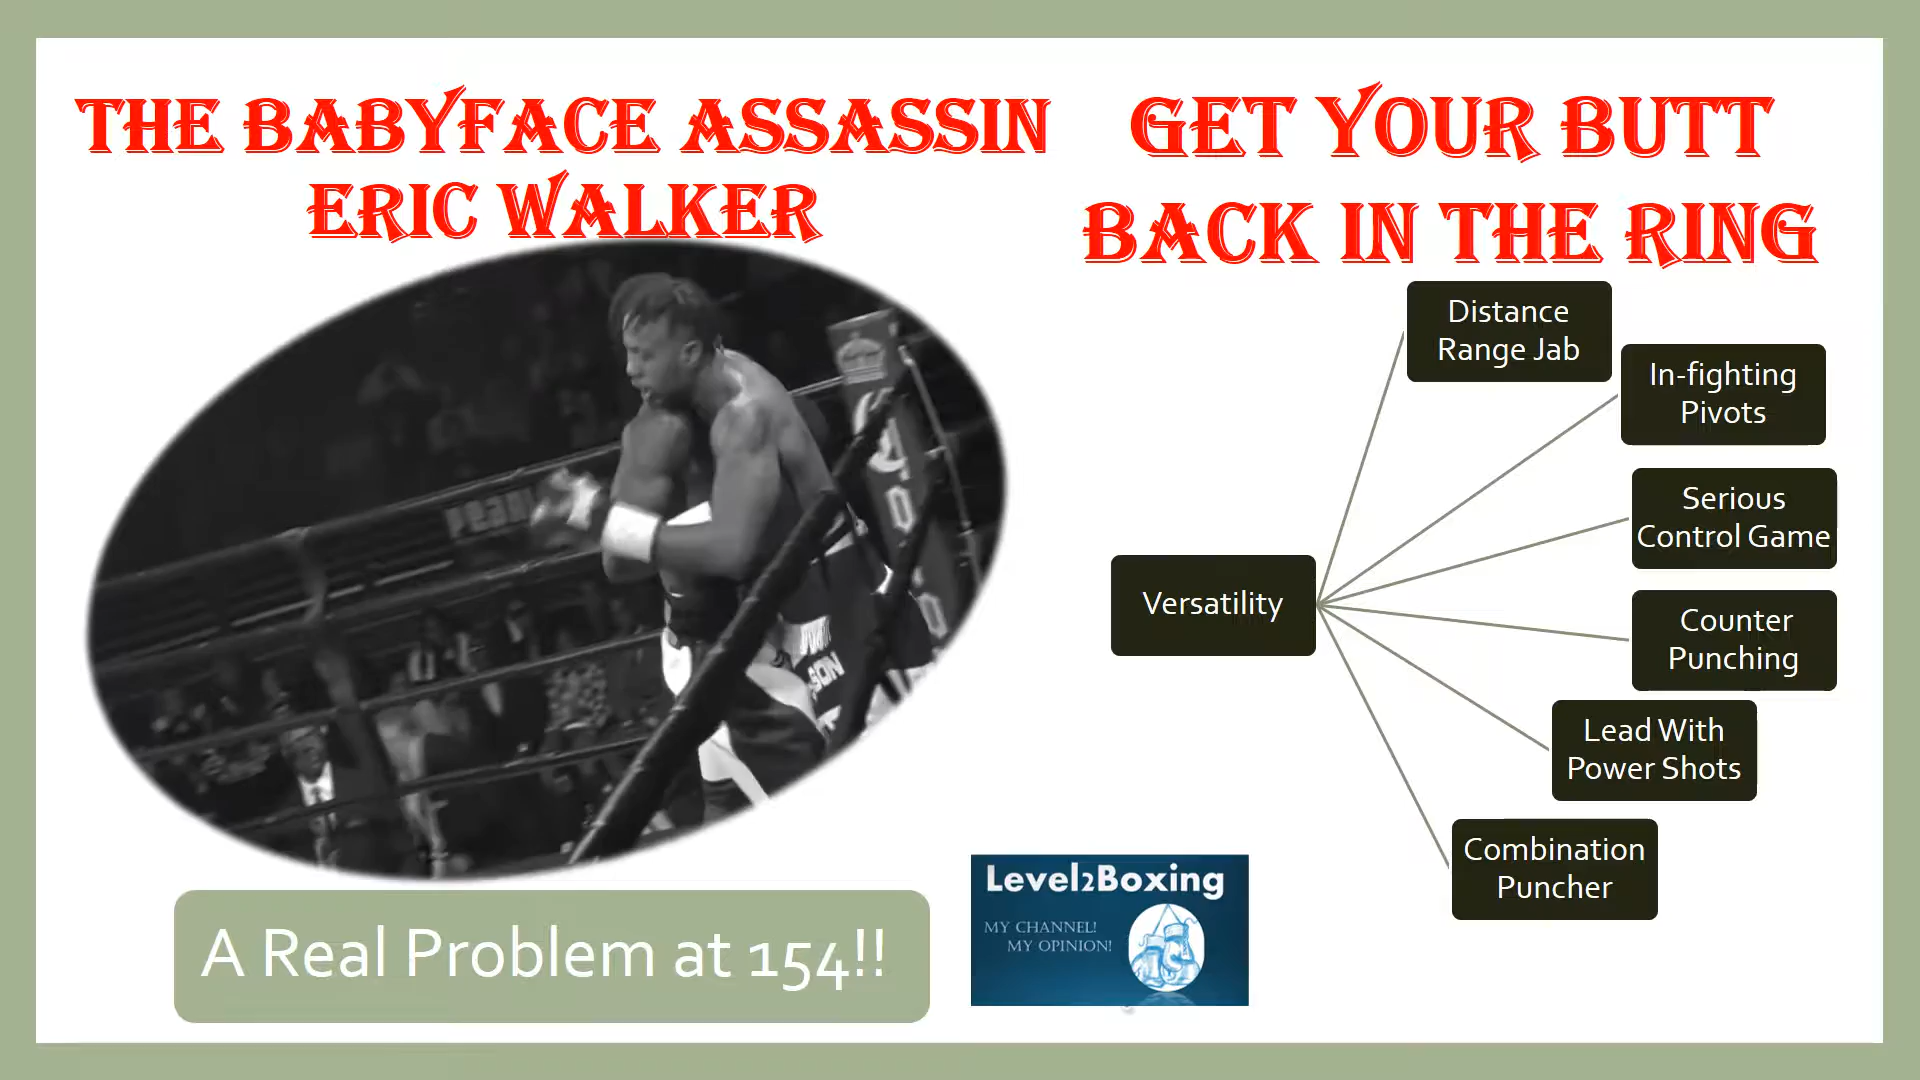 THE BABYFACE ASSASSIN
ERIC WALKER
GET YOUR BUTT
BACK IN THE RING
Distance
Range Jab
In-fighting
Pivots
Serious
Control Game
Versatility
Counter
Punching
Lead With
Power Shots
Combination
Puncher
A Real Problem at 154!!
Level2Boxing
MY CHANNEL!
MY OPINION!